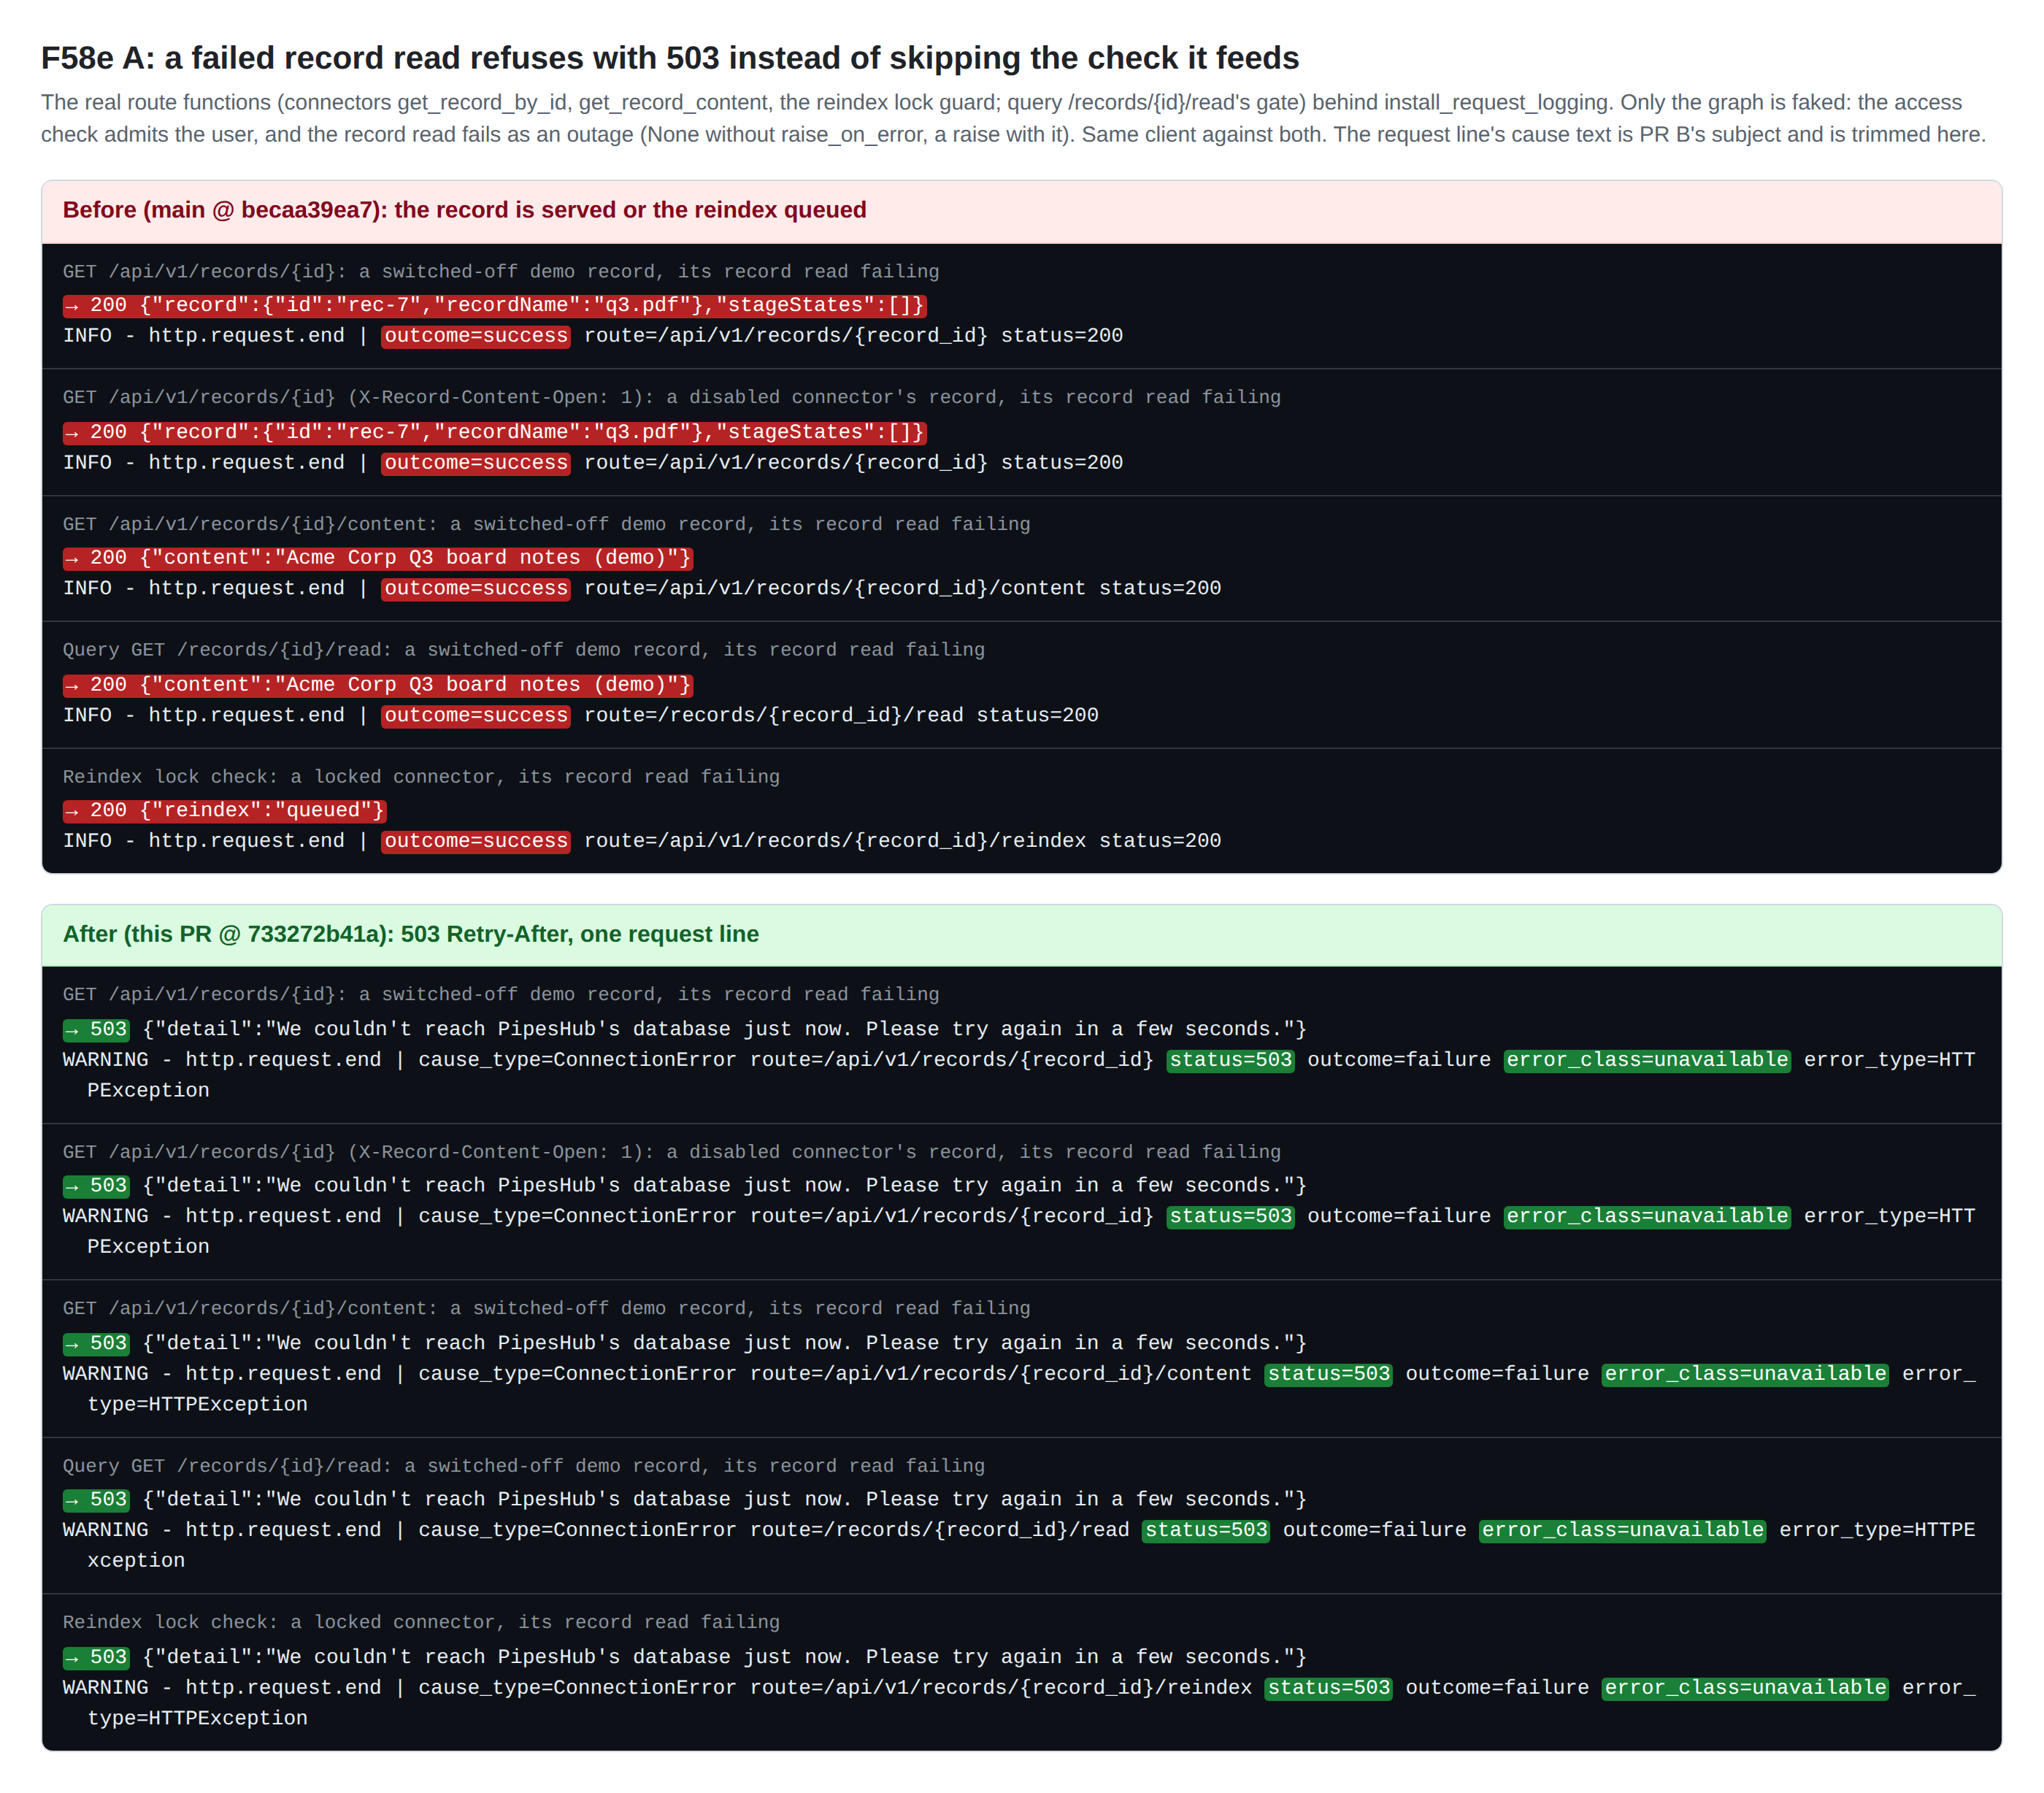 F58e A: a failed record read refuses with 503 instead of skipping the check it feeds
The real route functions (connectors get_record_by_id, get_record_content, the reindex lock guard; query /records/{id}/read's gate) behind install_request_logging. Only the graph is faked: the access
check admits the user, and the record read fails as an outage (None without raise_on_error, a raise with it). Same client against both. The request line's cause text is PR B's subject and is trimmed here.
Before (main @ becaa39ea7): the record is served or the reindex queued
GET /api/v1/records/{id}: a switched-off demo record, its record read failing
→ 200 {"record":{"id":"rec-7","recordName":"q3.pdf"},"stageStates":[]}
INFO - http.request.end | outcome=success route=/api/v1/records/{record_id} status=200
GET /api/v1/records/{id} (X-Record-Content-Open: 1): a disabled connector's record, its record read failing
→ 200 {"record":{"id":"rec-7","recordName":"q3.pdf"},"stageStates":[]}
INFO - http.request.end | outcome=success route=/api/v1/records/{record_id} status=200
GET /api/v1/records/{id}/content: a switched-off demo record, its record read failing
→ 200 {"content":"Acme Corp Q3 board notes (demo)"}
INFO - http.request.end | outcome=success route=/api/v1/records/{record_id}/content status=200
Query GET /records/{id}/read: a switched-off demo record, its record read failing
→ 200 {"content":"Acme Corp Q3 board notes (demo)"}
INFO - http.request.end | outcome=success route=/records/{record_id}/read status=200
Reindex lock check: a locked connector, its record read failing
→ 200 {"reindex":"queued"}
INFO - http.request.end | outcome=success route=/api/v1/records/{record_id}/reindex status=200
After (this PR @ 733272b41a): 503 Retry-After, one request line
GET /api/v1/records/{id}: a switched-off demo record, its record read failing
→ 503 {"detail":"We couldn't reach PipesHub's database just now. Please try again in a few seconds."}
WARNING - http.request.end | cause_type=ConnectionError route=/api/v1/records/{record_id} status=503 outcome=failure error_class=unavailable error_type=HTT
PException
GET /api/v1/records/{id} (X-Record-Content-Open: 1): a disabled connector's record, its record read failing
→ 503 {"detail":"We couldn't reach PipesHub's database just now. Please try again in a few seconds."}
WARNING - http.request.end | cause_type=ConnectionError route=/api/v1/records/{record_id} status=503 outcome=failure error_class=unavailable error_type=HTT
PException
GET /api/v1/records/{id}/content: a switched-off demo record, its record read failing
→ 503 {"detail":"We couldn't reach PipesHub's database just now. Please try again in a few seconds."}
WARNING - http.request.end | cause_type=ConnectionError route=/api/v1/records/{record_id}/content status=503 outcome=failure error_class=unavailable error_
type=HTTPException
Query GET /records/{id}/read: a switched-off demo record, its record read failing
→ 503 {"detail":"We couldn't reach PipesHub's database just now. Please try again in a few seconds."}
WARNING - http.request.end | cause_type=ConnectionError route=/records/{record_id}/read status=503 outcome=failure error_class=unavailable error_type=HTTPE
xception
Reindex lock check: a locked connector, its record read failing
→ 503 {"detail":"We couldn't reach PipesHub's database just now. Please try again in a few seconds."}
WARNING - http.request.end | cause_type=ConnectionError route=/api/v1/records/{record_id}/reindex status=503 outcome=failure error_class=unavailable error_
type=HTTPException